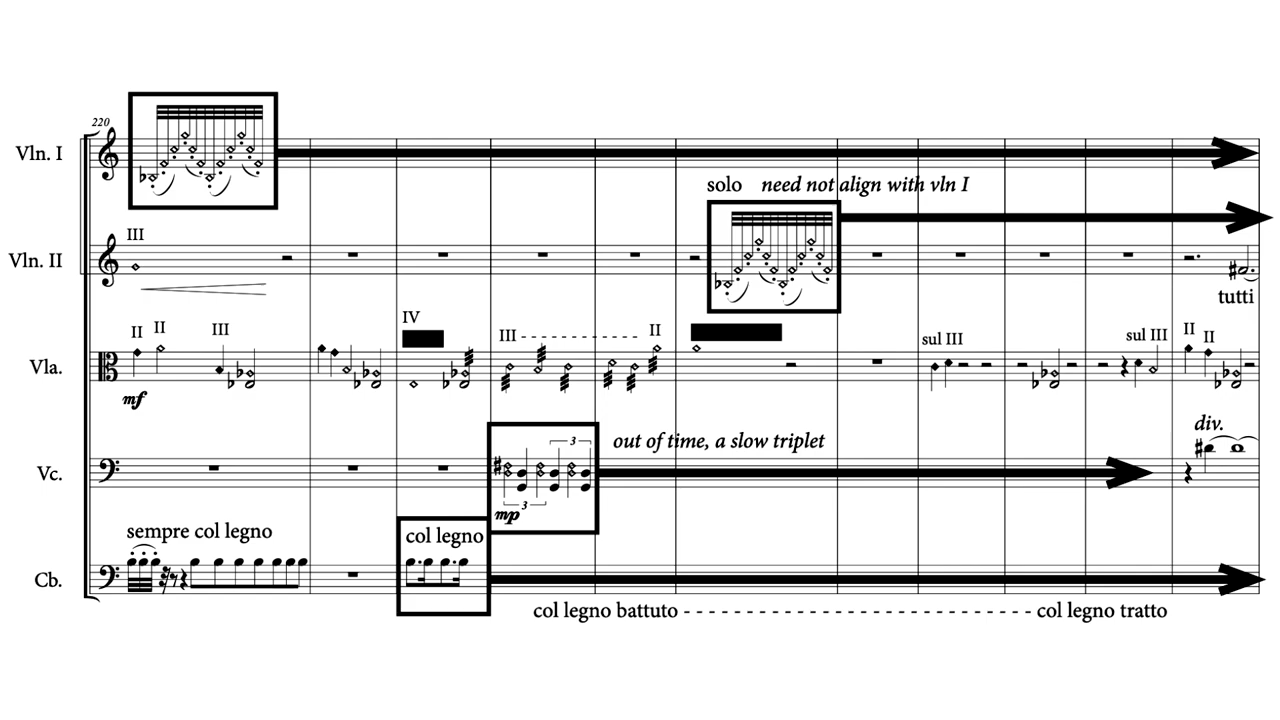 220
Vln. I
solo need not align with vln I
III
Vln. II
tutti
II II III IV III II sul III sul III II II
Vla.
mf
div.
3 out of time, a slow triplet
Vc.
3
mp
sempre col legno col legno
Cb.
col legno battuto col legno tratto